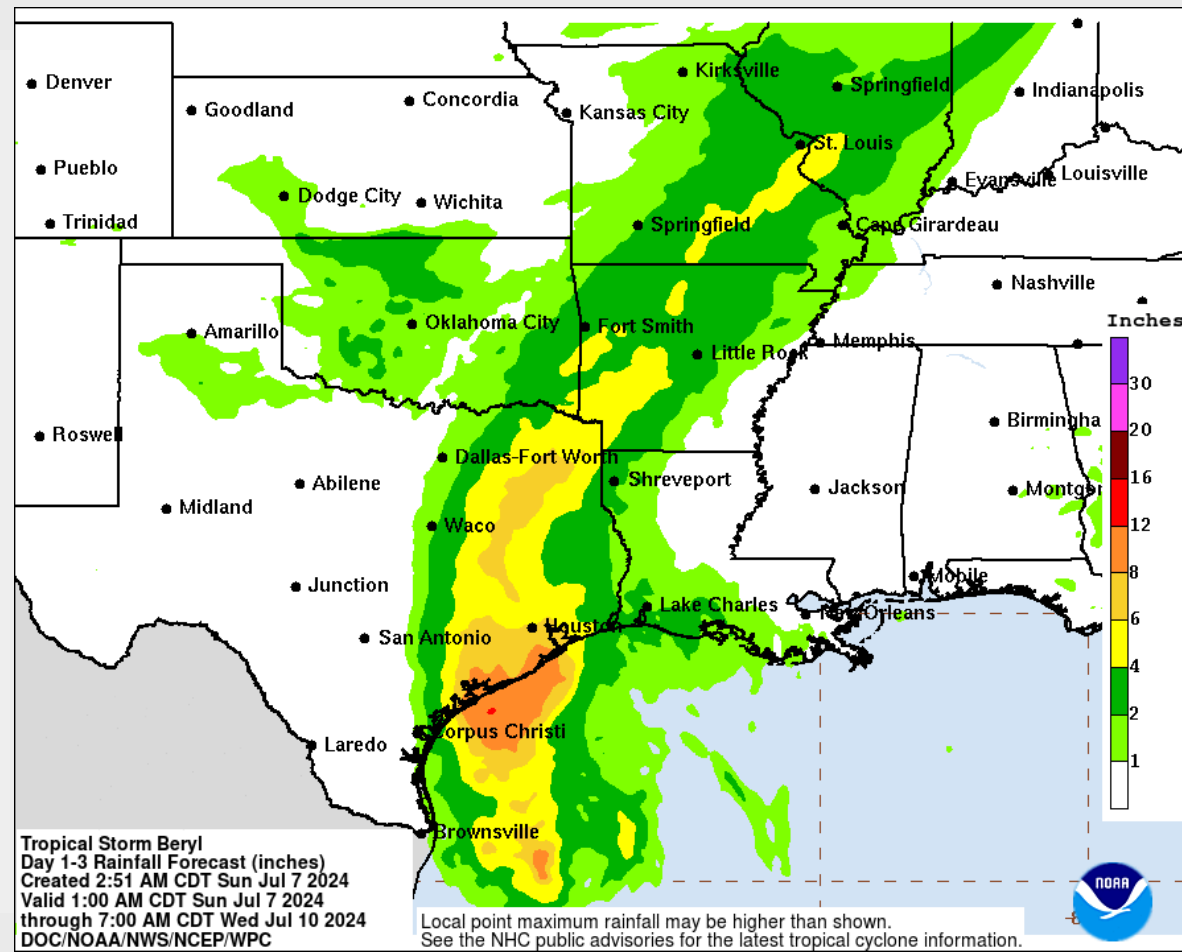 Denver
Goodland
Concordia
Kansas City
Kirksville
Springfield
Indianapolis
St. Louis
Pueblo
Dodge City
Wichita
Evansville
Louisville
Trinidad
Springfield
Cape Girardeau
Nashville
Amarillo
Oklahoma City
Fort Smith
Little Rock
Memphis
Inches
30
20
16
12
8
6
4
2
1
Roswell
Birmingha
Dallas-Fort Worth
Abilene
Shreveport
Jackson
Midland
Waco
Junction
Mobile
Lake Charles
New Orleans
Houston
San Antonio
Corpus Christi
Laredo
Brownsville
Tropical Storm Beryl
Day 1-3 Rainfall Forecast (inches)
Created 2:51 AM CDT Sun Jul 7 2024
Valid 1:00 AM CDT Sun Jul 7 2024
through 7:00 AM CDT Wed Jul 10 2024
DOC/NOAA/NWS/NCEP/WPC
Local point maximum rainfall may be higher than shown.
See the NHC public advisories for the latest tropical cyclone information.
NOAA